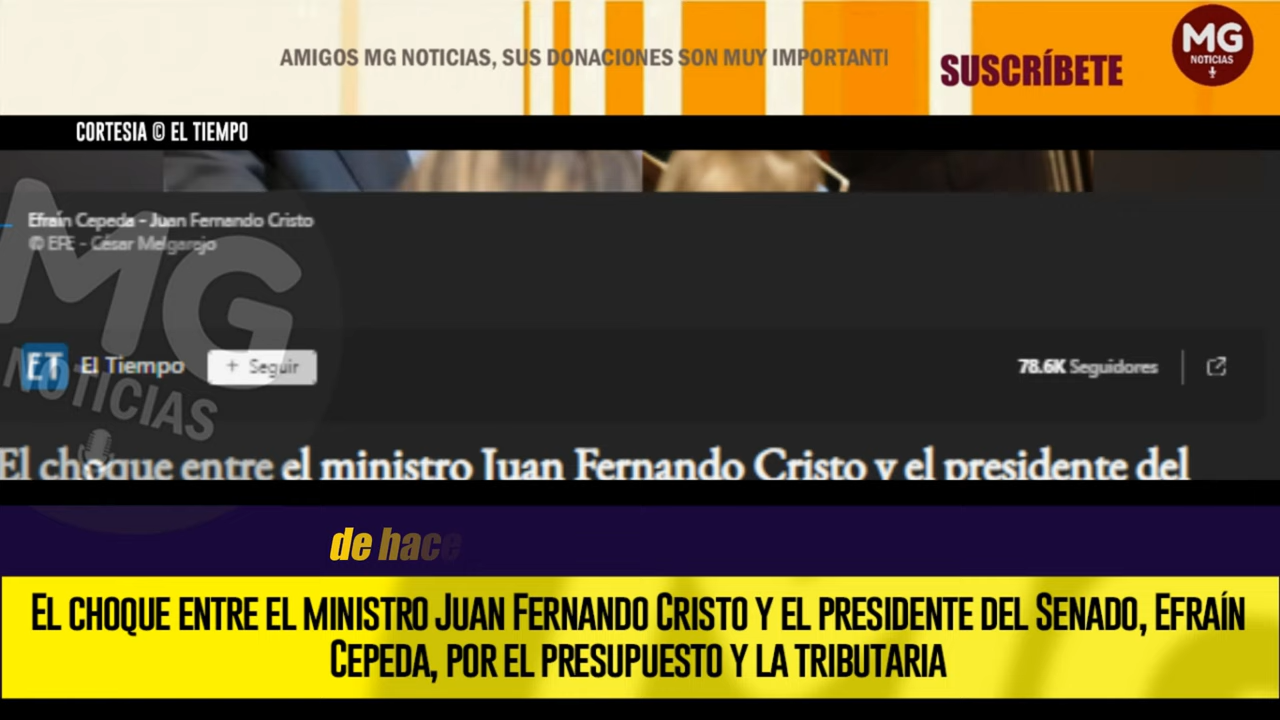 AMIGOS MG NOTICIAS, SUS DONACIONES SON MUY IMPORTANTI
SUSCRÍBETE
MG
NOTICIAS
CORTESIA © EL TIEMPO
Efraín Cepeda - Juan Fernando Cristo
© EFE - César Melgarejo
MG
NOTICIAS
ET El Tiempo + Seguir 78.6K Seguidores
El choque entre el ministro Juan Fernando Cristo y el presidente del
de hace
EL CHOQUE ENTRE EL MINISTRO JUAN FERNANDO CRISTO Y EL PRESIDENTE DEL SENADO, EFRAÍN
CEPEDA, POR EL PRESUPUESTO Y LA TRIBUTARIA